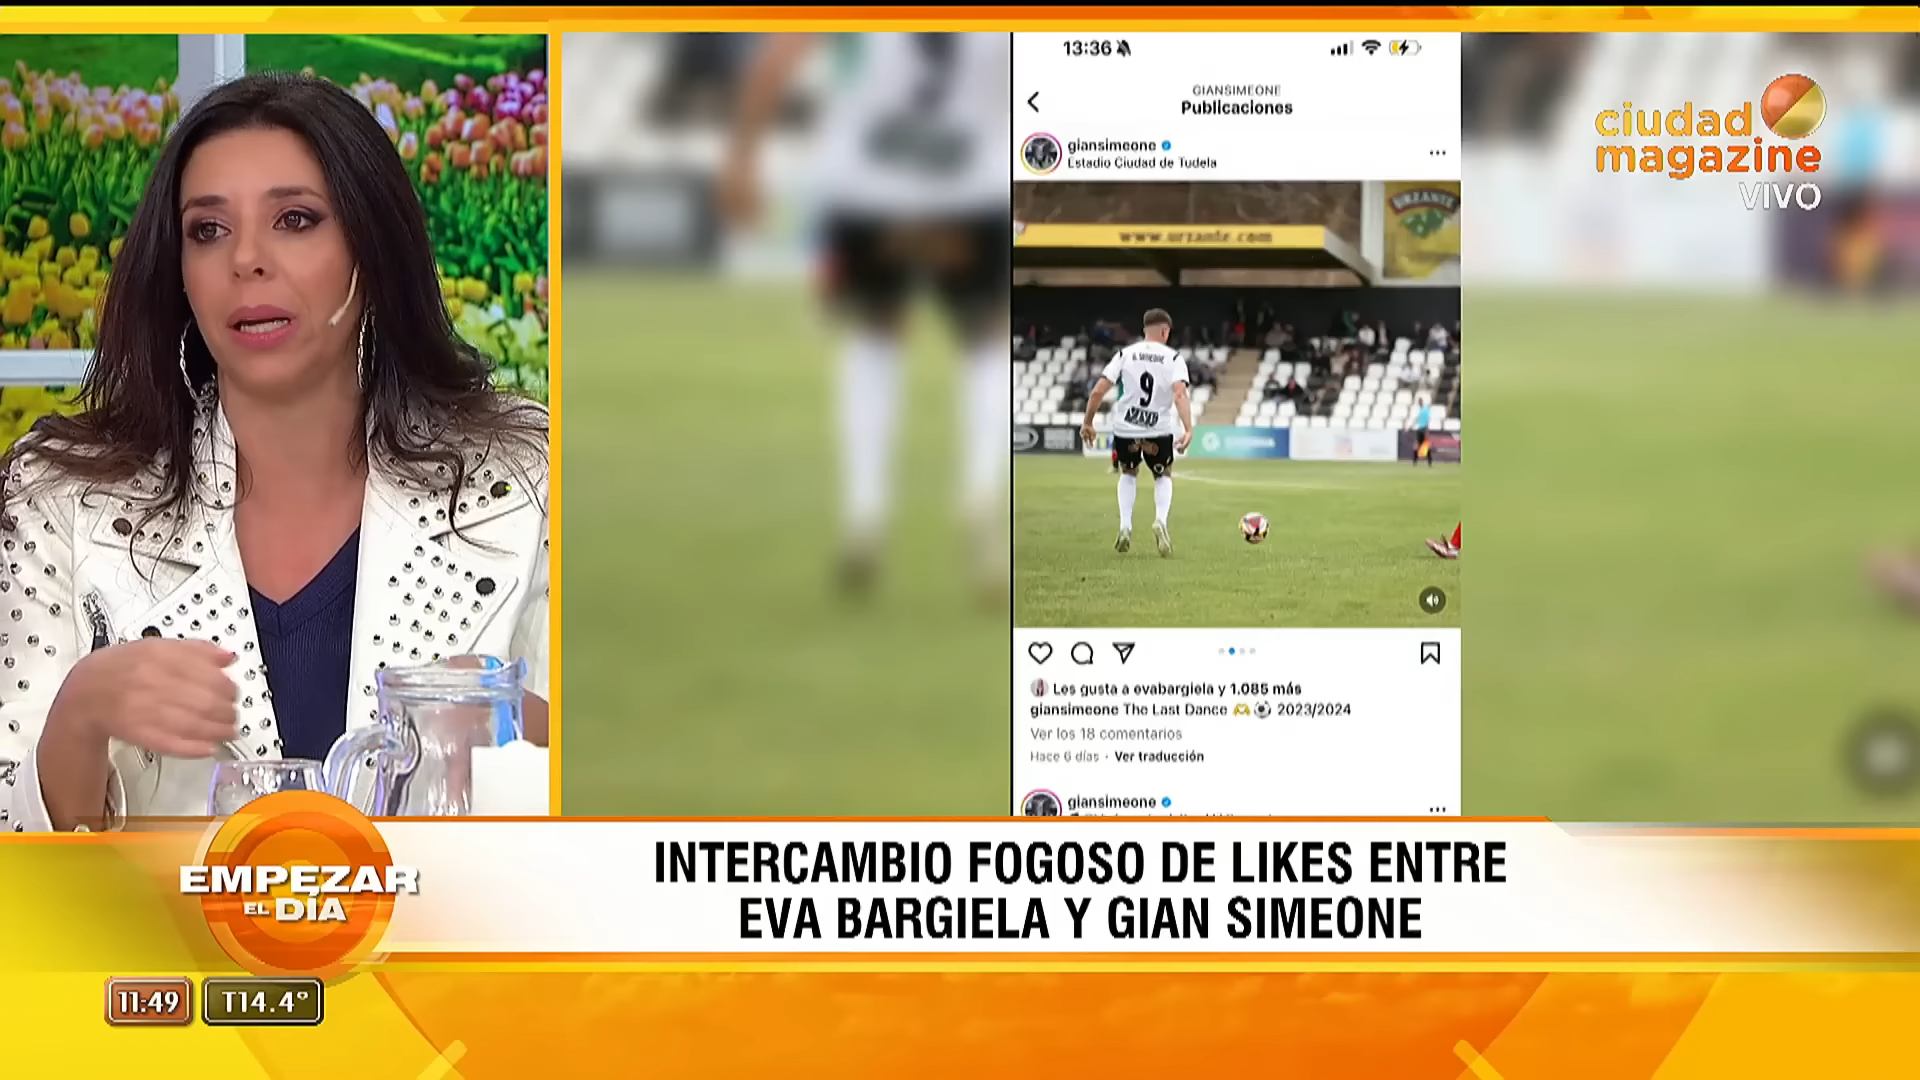 13:36
GIANSIMEONE
Publicaciones
giansimeone
Estadio Ciudad de Tudela
URZANTE
www.urzante.com
G. SIMEONE
9
Les gusta a evabargiela y 1.085 más
giansimeone The Last Dance 🫶⚽ 2023/2024
Ver los 18 comentarios
Hace 6 días · Ver traducción
giansimeone
ciudad
magazine
VIVO
EMPEZAR
EL DÍA
INTERCAMBIO FOGOSO DE LIKES ENTRE
EVA BARGIELA Y GIAN SIMEONE
11:49
T14.4°